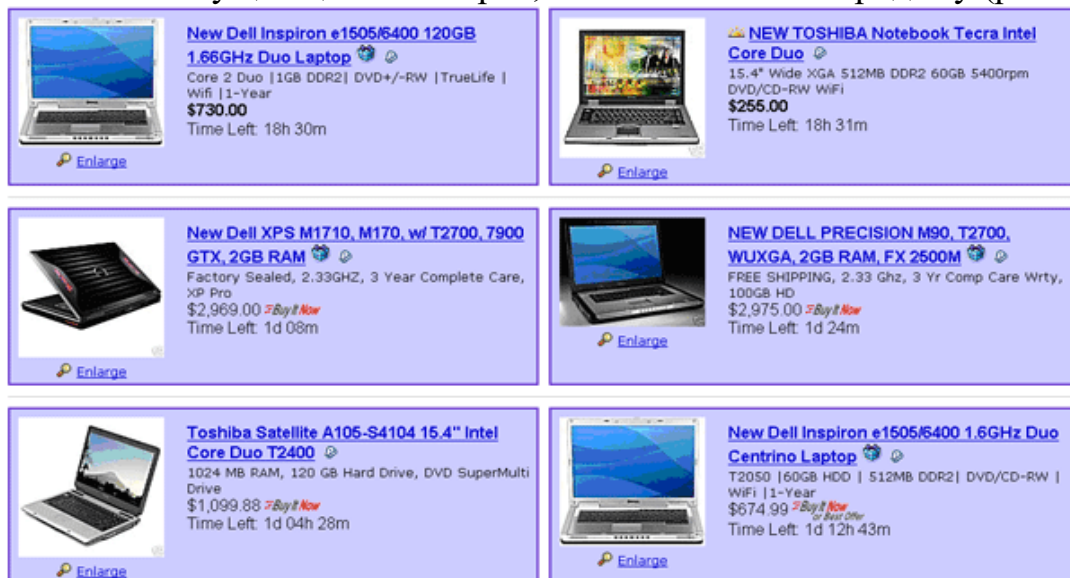 New Dell Inspiron e1505/6400 120GB
1.66GHz Duo Laptop
Core 2 Duo |1GB DDR2| DVD+/-RW |TrueLife |
Wifi |1-Year
$730.00
Time Left: 18h 30m
Enlarge
NEW TOSHIBA Notebook Tecra Intel
Core Duo
15.4" Wide XGA 512MB DDR2 60GB 5400rpm
DVD/CD-RW WiFi
$255.00
Time Left: 18h 31m
Enlarge
New Dell XPS M1710, M170, w/ T2700, 7900
GTX, 2GB RAM
Factory Sealed, 2.33GHZ, 3 Year Complete Care,
XP Pro
$2,969.00 Buy It Now
Time Left: 1d 08m
Enlarge
NEW DELL PRECISION M90, T2700,
WUXGA, 2GB RAM, FX 2500M
FREE SHIPPING, 2.33 Ghz, 3 Yr Comp Care Wrty,
100GB HD
$2,975.00 Buy It Now
Time Left: 1d 24m
Enlarge
Toshiba Satellite A105-S4104 15.4" Intel
Core Duo T2400
1024 MB RAM, 120 GB Hard Drive, DVD SuperMulti
Drive
$1,099.88 Buy It Now
Time Left: 1d 04h 28m
Enlarge
New Dell Inspiron e1505/6400 1.6GHz Duo
Centrino Laptop
T2050 |60GB HDD | 512MB DDR2| DVD/CD-RW |
WiFi |1-Year
$674.99 Buy It Now
or Best Offer
Time Left: 1d 12h 43m
Enlarge